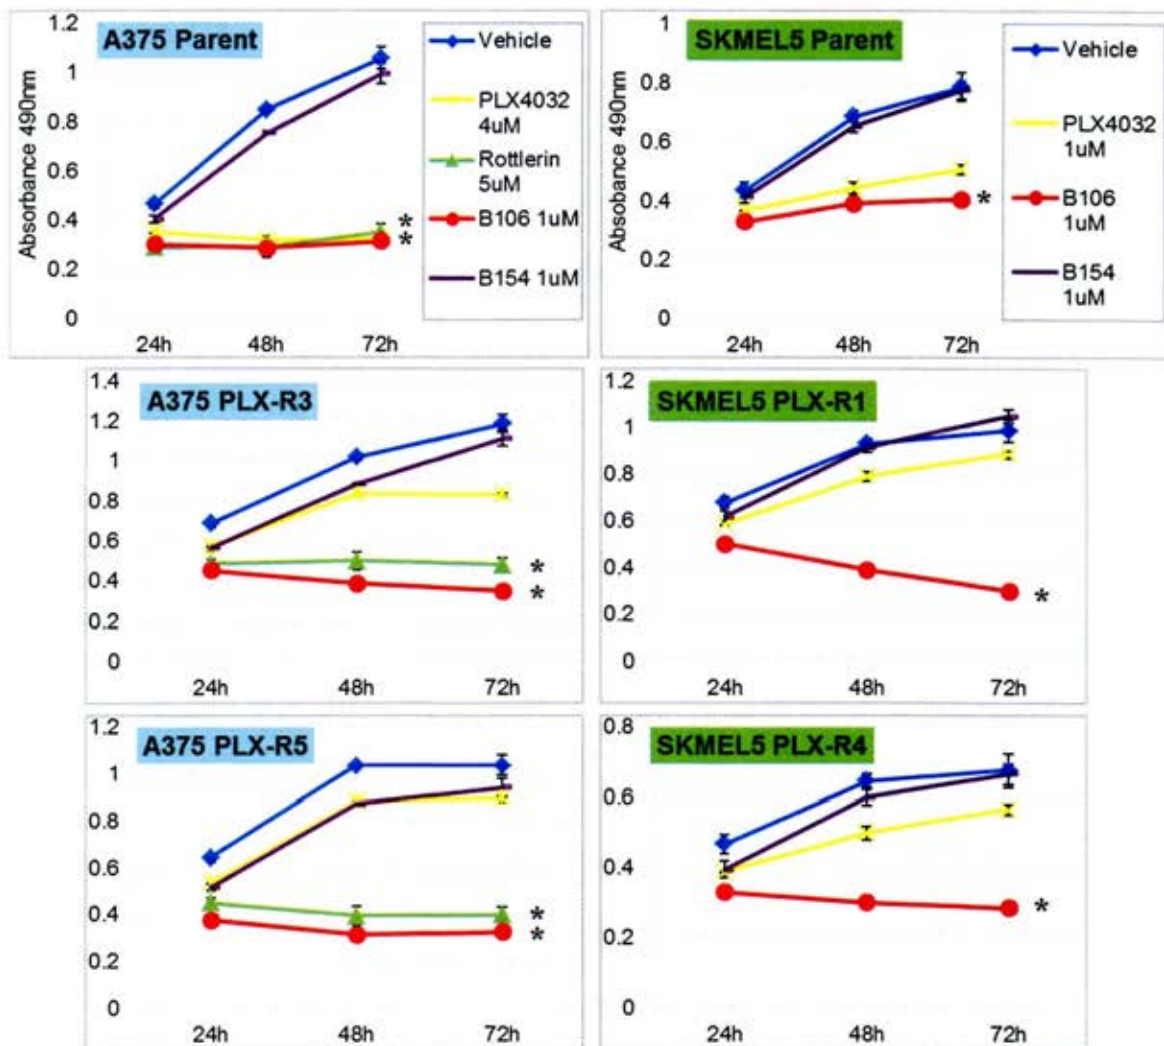 A375 Parent
Absorbance 490nm
1.2
1
0.8
0.6
0.4
0.2
0
24h
48h
72h
*
*
Vehicle
PLX4032
4uM
Rottlerin
5uM
B106 1uM
B154 1uM
SKMEL5 Parent
Absorbance 490nm
1
0.8
0.6
0.4
0.2
0
24h
48h
72h
*
Vehicle
PLX4032
1uM
B106
1uM
B154
1uM
A375 PLX-R3
1.4
1.2
1
0.8
0.6
0.4
0.2
0
24h
48h
72h
*
*
SKMEL5 PLX-R1
1.2
1
0.8
0.6
0.4
0.2
0
24h
48h
72h
*
A375 PLX-R5
1.2
1
0.8
0.6
0.4
0.2
0
24h
48h
72h
*
*
SKMEL5 PLX-R4
0.8
0.6
0.4
0.2
0
24h
48h
72h
*